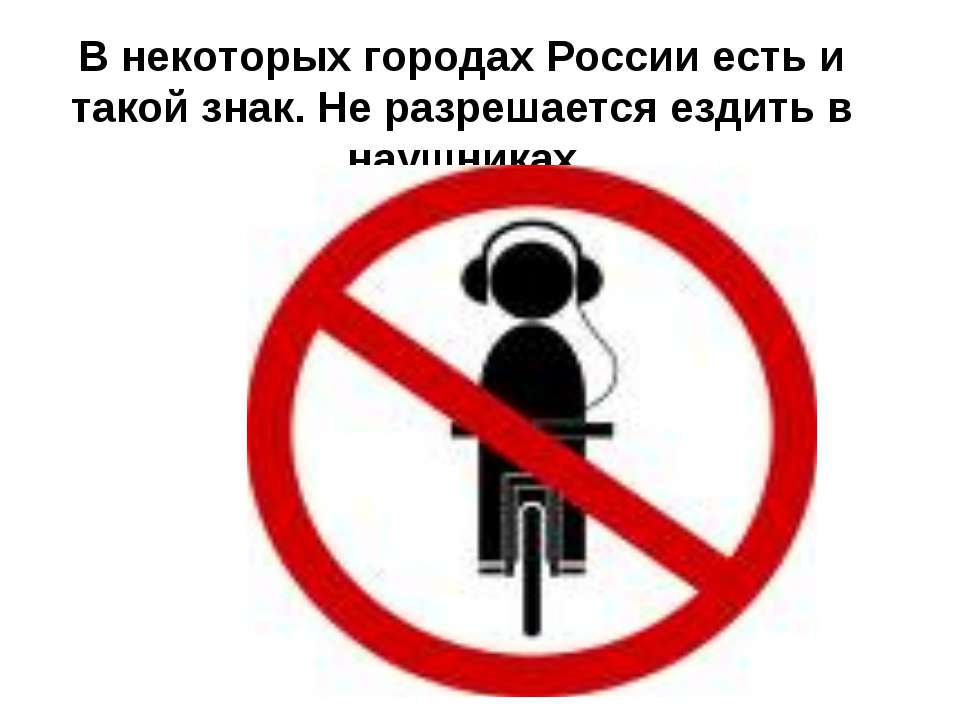 В некоторых городах России есть и
такой знак. Не разрешается ездить в
наушниках